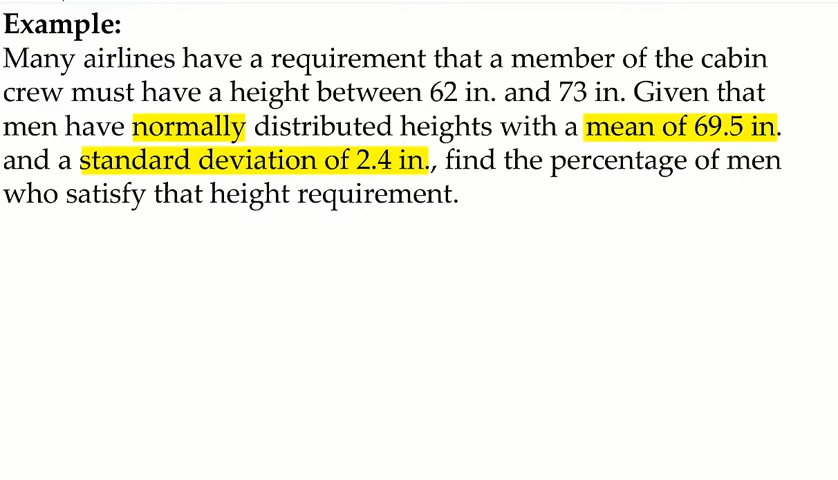 Example:
Many airlines have a requirement that a member of the cabin
crew must have a height between 62 in. and 73 in. Given that
men have normally distributed heights with a mean of 69.5 in.
and a standard deviation of 2.4 in., find the percentage of men
who satisfy that height requirement.